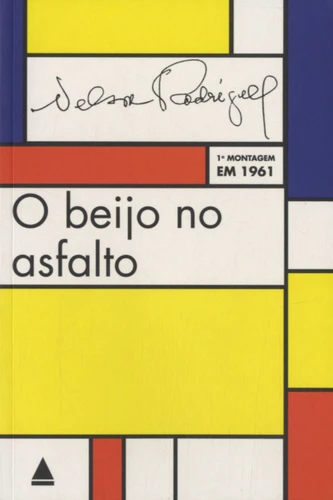 Nelson Rodrigues
1ª MONTAGEM
EM 1961
O beijo no
asfalto